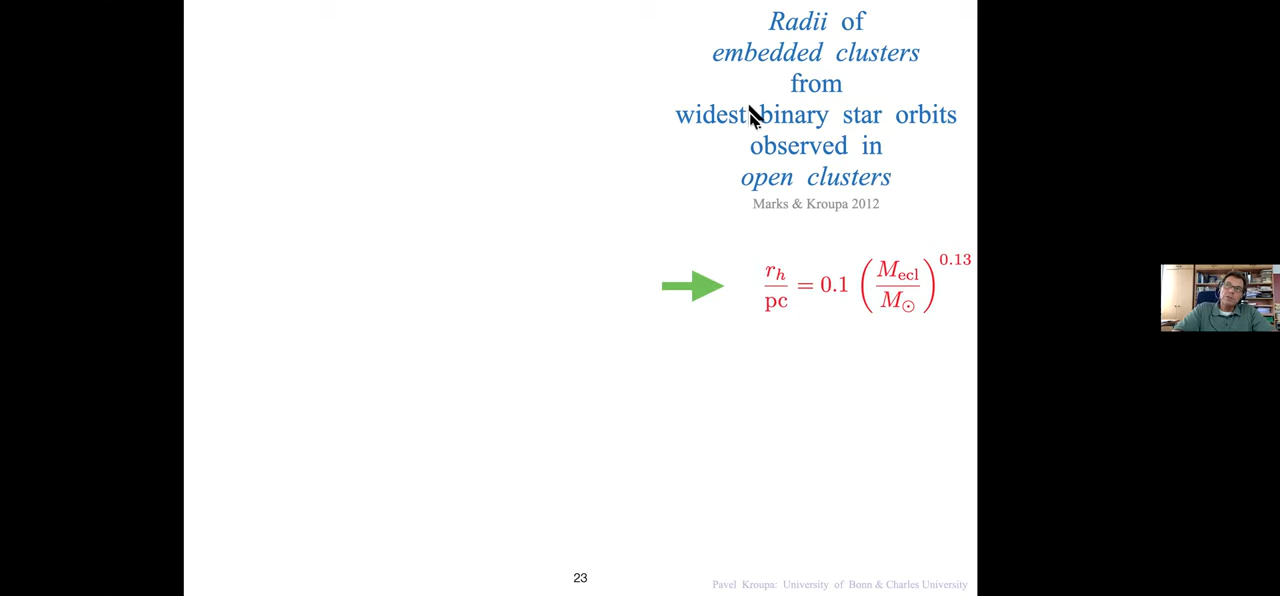 Radii of
embedded clusters
from
widest binary star orbits
observed in
open clusters
Marks & Kroupa 2012
r_h/pc = 0.1 (M_ecl/M_⊙)^0.13
23
Pavel Kroupa: University of Bonn & Charles University